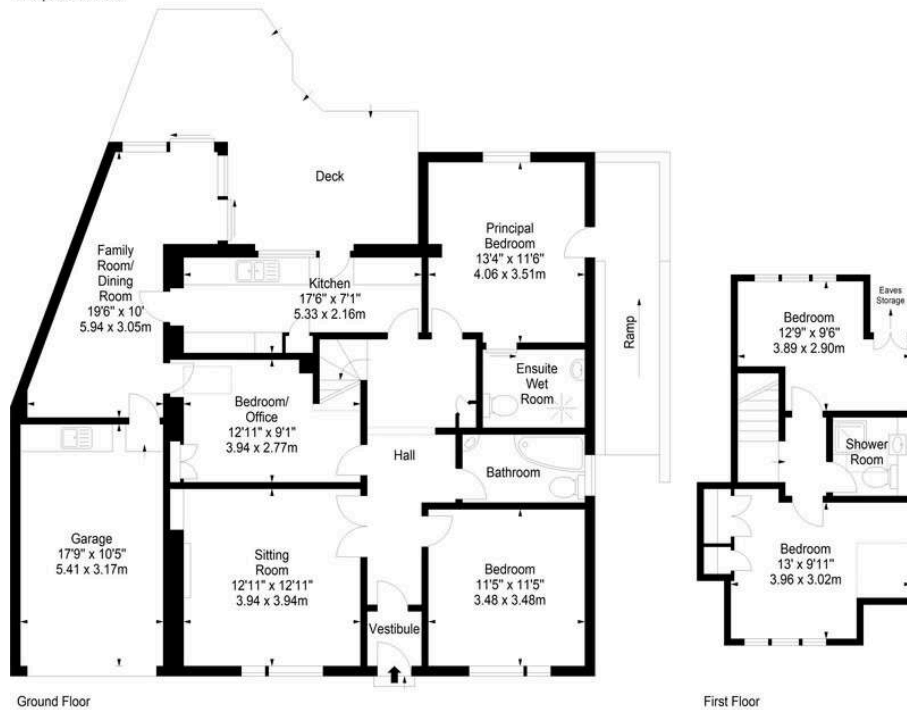 Deck
Principal
Bedroom
13'4" x 11'6"
4.06 x 3.51m
Family
Room/
Dining
Room
19'6" x 10'
5.94 x 3.05m
Kitchen
17'6" x 7'1"
5.33 x 2.16m
Ramp
Ensuite
Wet
Room
Bedroom/
Office
12'11" x 9'1"
3.94 x 2.77m
Hall
Bathroom
Garage
17'9" x 10'5"
5.41 x 3.17m
Sitting
Room
12'11" x 12'11"
3.94 x 3.94m
Bedroom
11'5" x 11'5"
3.48 x 3.48m
Vestibule
Ground Floor
Eaves
Storage
Bedroom
12'9" x 9'6"
3.89 x 2.90m
Shower
Room
Bedroom
13' x 9'11"
3.96 x 3.02m
First Floor